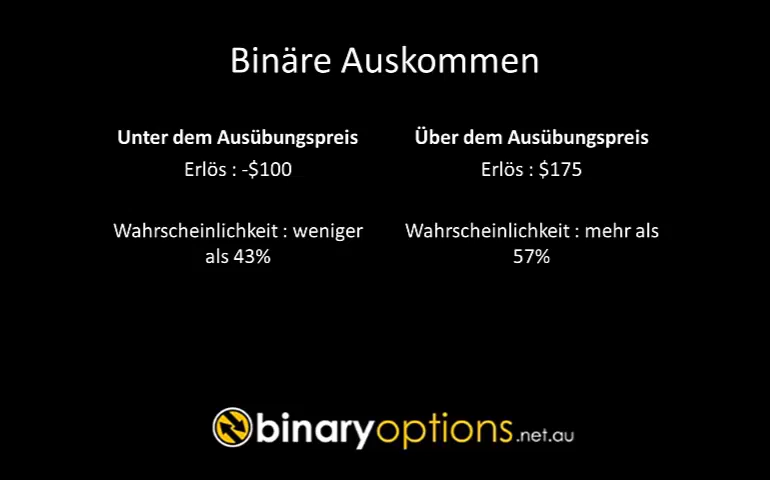 Binäre Auskommen
Unter dem Ausübungspreis
Erlös : -$100
Wahrscheinlichkeit : weniger
als 43%
Über dem Ausübungspreis
Erlös : $175
Wahrscheinlichkeit : mehr als
57%
binaryoptions.net.au